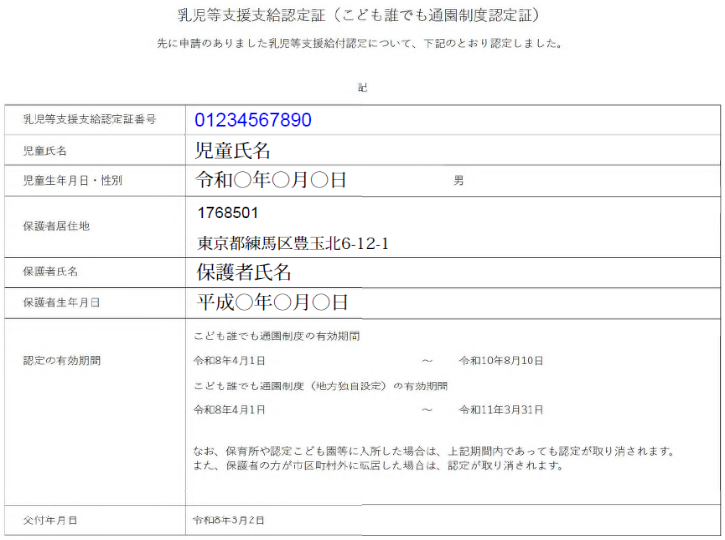 乳児等支援支給認定証（こども誰でも通園制度認定証）
先に申請のありました乳児等支援給付認定について、下記のとおり認定しました。
記
乳児等支援支給認定証番号 01234567890
児童氏名 児童氏名
児童生年月日・性別 令和〇年〇月〇日 男
保護者居住地 1768501
東京都練馬区豊玉北6-12-1
保護者氏名 保護者氏名
保護者生年月日 平成〇年〇月〇日
認定の有効期間 こども誰でも通園制度の有効期間
令和8年4月1日 ～ 令和10年8月10日
こども誰でも通園制度（地方独自設定）の有効期間
令和8年4月1日 ～ 令和11年3月31日
なお、保育所や認定こども園等に入所した場合は、上記期間内であっても認定が取り消されます。
また、保護者の方が市区町村外に転居した場合は、認定が取り消されます。
交付年月日 令和8年3月2日